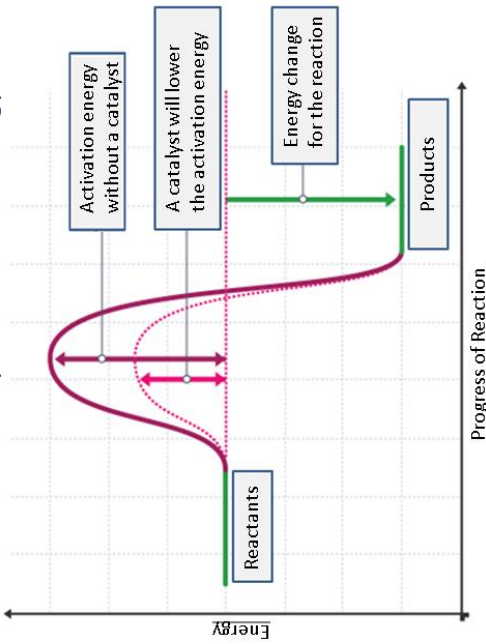 Activation energy
without a catalyst
A catalyst will lower
the activation energy
Energy change
for the reaction
Reactants
Products
Progress of Reaction
Energy